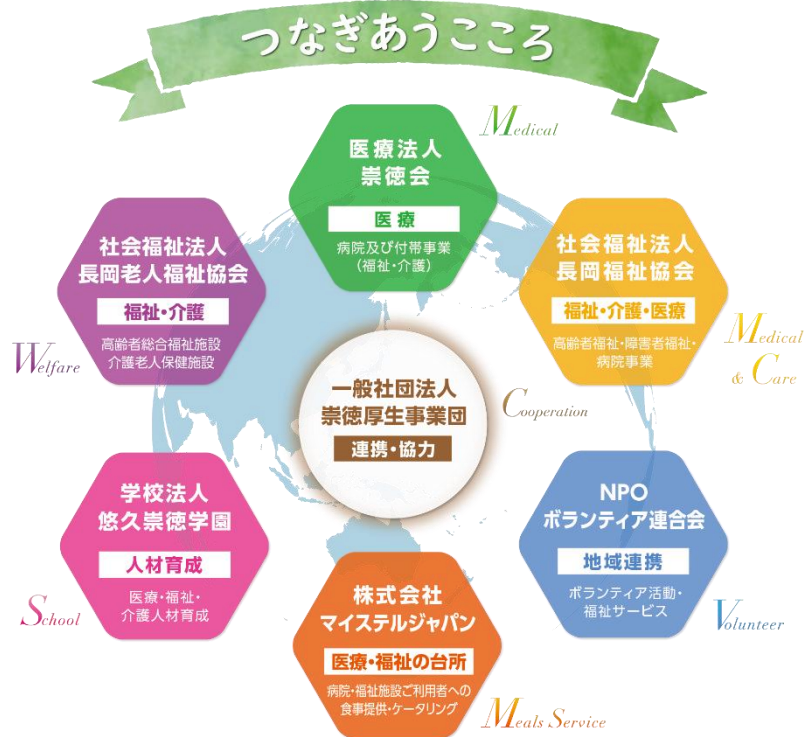 つなぎあうこころ
医療法人
崇徳会
医療
病院及び付帯事業
(福祉・介護)
Medical
社会福祉法人
長岡老人福祉協会
福祉・介護
高齢者総合福祉施設
介護老人保健施設
Welfare
社会福祉法人
長岡福祉協会
福祉・介護・医療
高齢者福祉・障害者福祉・
病院事業
Medical
& Care
一般社団法人
崇徳厚生事業団
連携・協力
Cooperation
学校法人
悠久崇徳学園
人材育成
医療・福祉・
介護人材育成
School
NPO
ボランティア連合会
地域連携
ボランティア活動・
福祉サービス
Volunteer
株式会社
マイステルジャパン
医療・福祉の台所
病院・福祉施設ご利用者への
食事提供・ケータリング
Meals Service